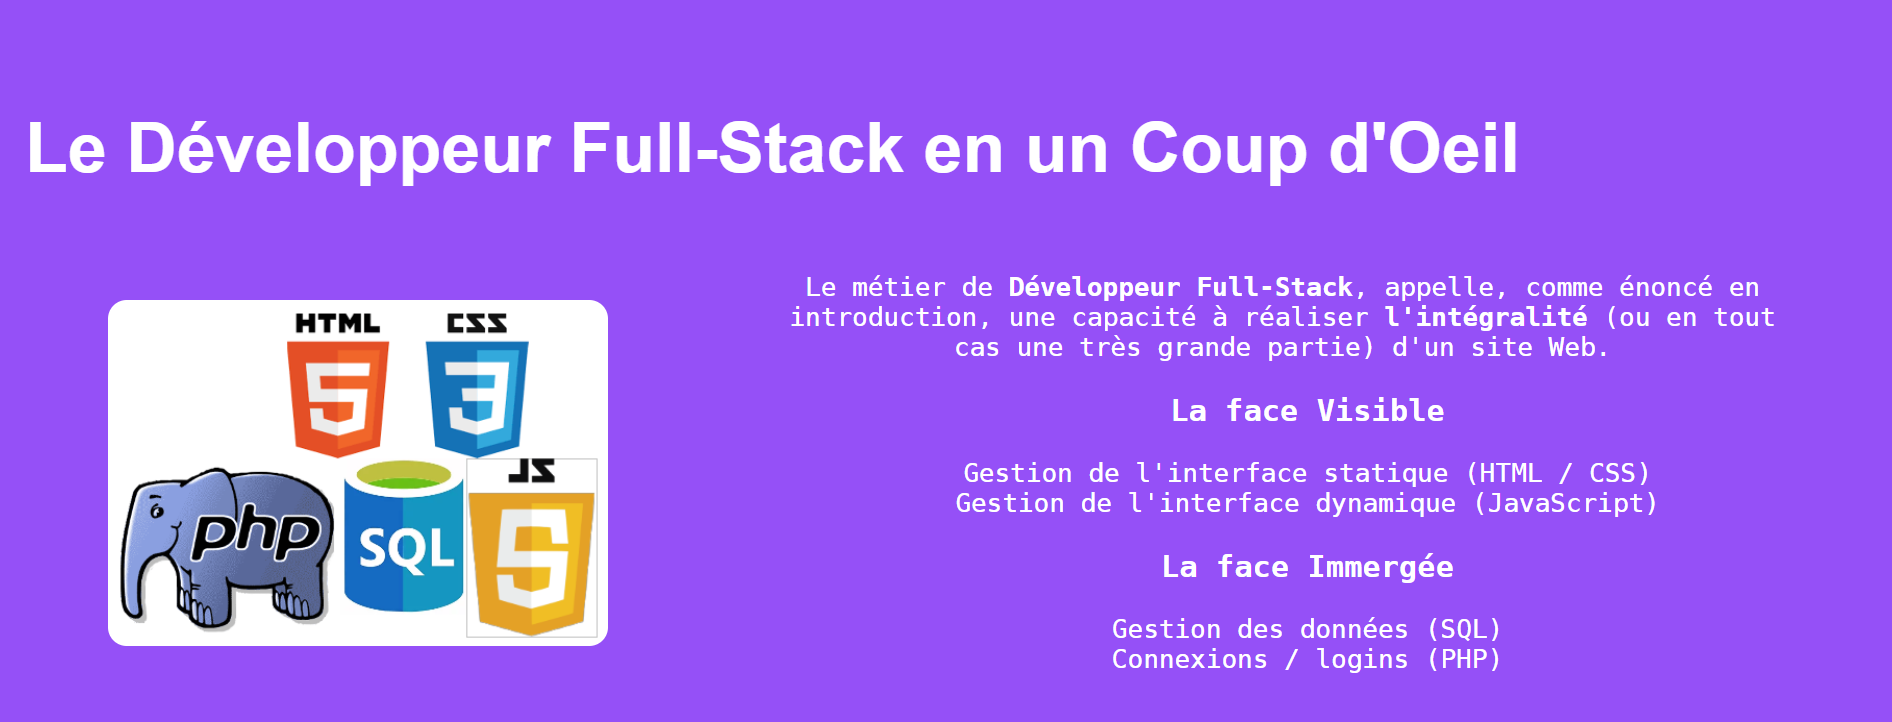 Le Développeur Full-Stack en un Coup d'Oeil
HTML CSS
5 3
php SQL JS
5
Le métier de Développeur Full-Stack, appelle, comme énoncé en
introduction, une capacité à réaliser l'intégralité (ou en tout
cas une très grande partie) d'un site Web.
La face Visible
Gestion de l'interface statique (HTML / CSS)
Gestion de l'interface dynamique (JavaScript)
La face Immergée
Gestion des données (SQL)
Connexions / logins (PHP)